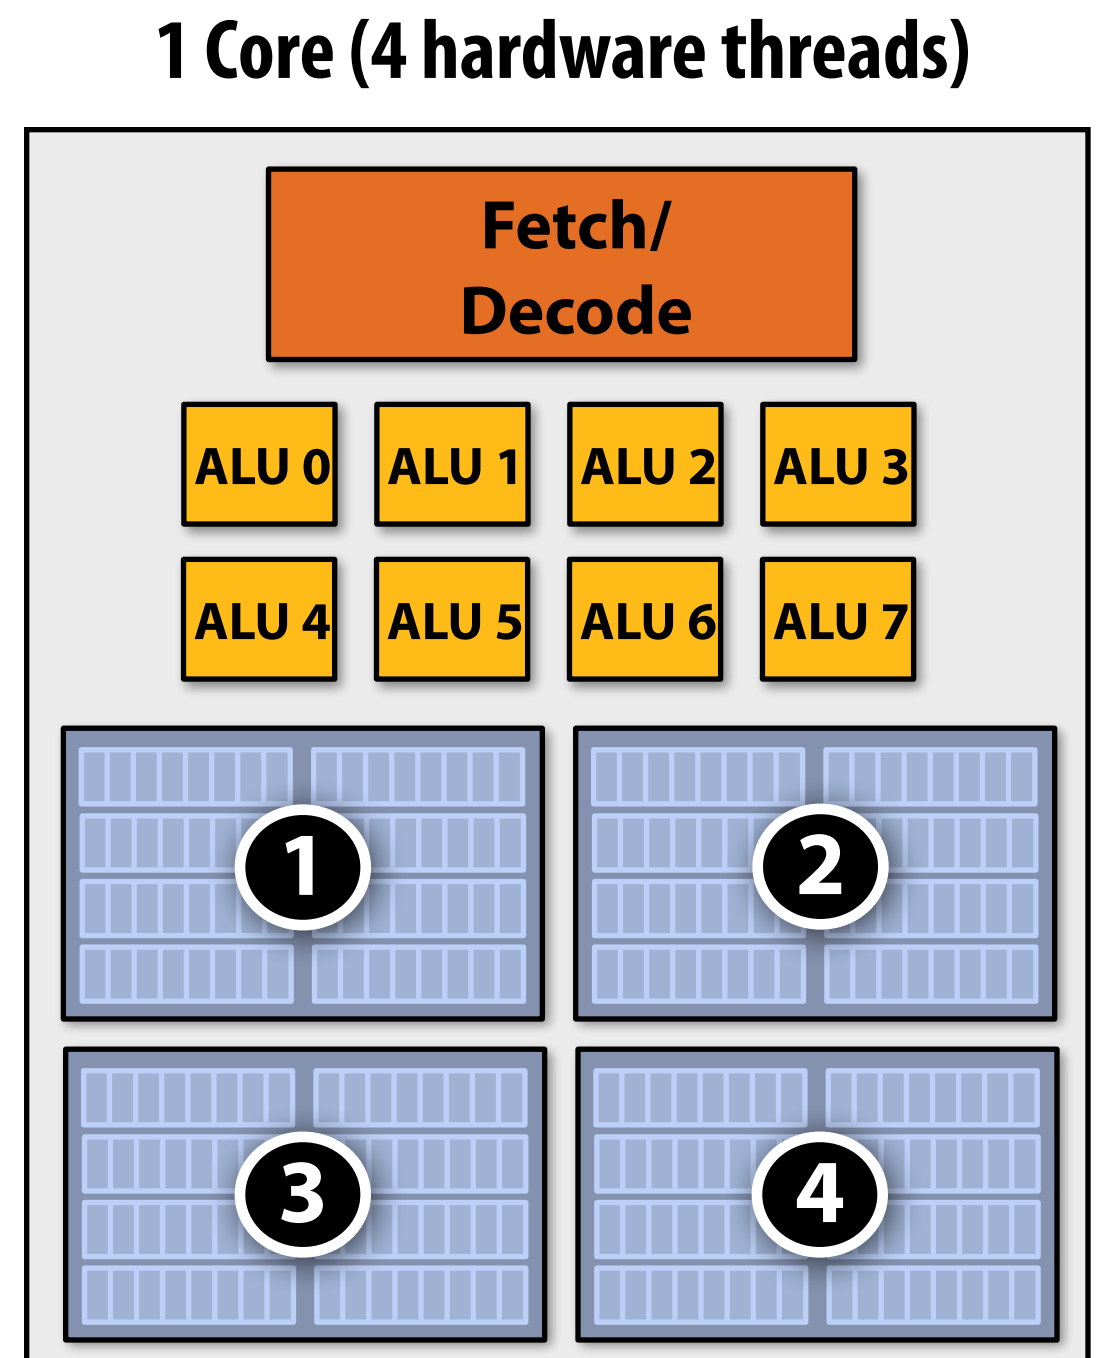 1 Core (4 hardware threads)
Fetch/
Decode
ALU 0 ALU 1 ALU 2 ALU 3
ALU 4 ALU 5 ALU 6 ALU 7
1 2
3 4